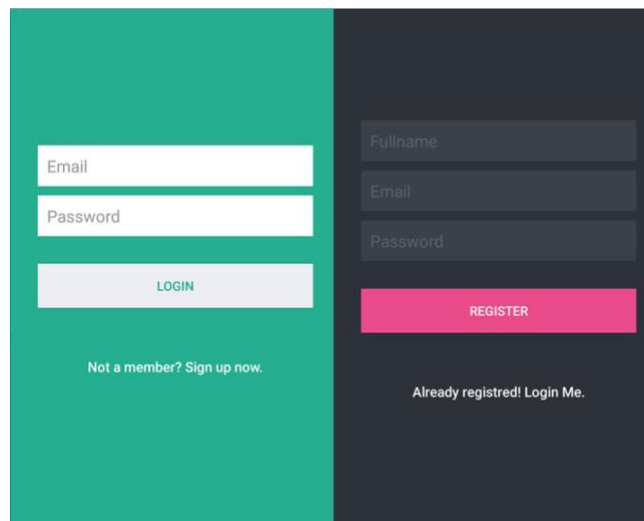 Email
Password
LOGIN
Not a member? Sign up now.
Fullname
Email
Password
REGISTER
Already registred! Login Me.